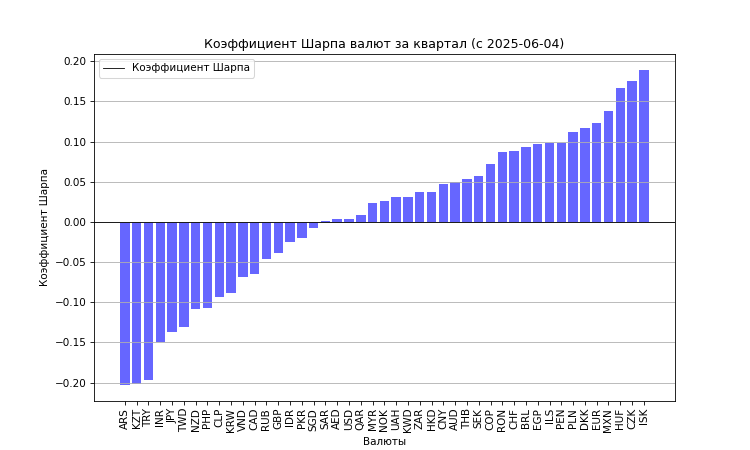 Коэффициент Шарпа валют за квартал (с 2025-06-04)
Коэффициент Шарпа
0.20
0.15
0.10
0.05
0.00
−0.05
−0.10
−0.15
−0.20
Коэффициент Шарпа
ARS
KZT
TRY
INR
JPY
TWD
NZD
PHP
CLP
KRW
VND
CAD
RUB
GBP
IDR
PKR
SGD
SAR
AED
USD
QAR
MYR
NOK
UAH
KWD
ZAR
HKD
CNY
AUD
THB
SEK
COP
RON
CHF
BRL
EGP
ILS
PEN
PLN
DKK
EUR
MXN
HUF
CZK
ISK
Валюты